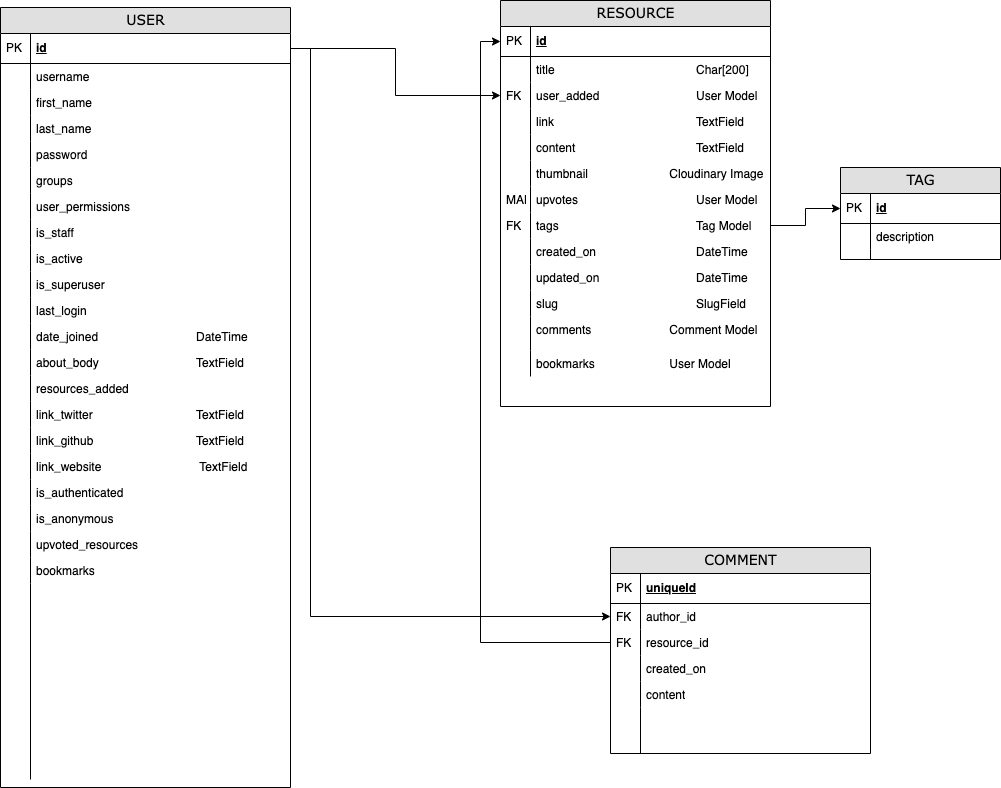 USER
PK id
username
first_name
last_name
password
groups
user_permissions
is_staff
is_active
is_superuser
last_login
date_joined DateTime
about_body TextField
resources_added
link_twitter TextField
link_github TextField
link_website TextField
is_authenticated
is_anonymous
upvoted_resources
bookmarks
RESOURCE
PK id
title Char[200]
FK user_added User Model
link TextField
content TextField
thumbnail Cloudinary Image
MAI upvotes User Model
FK tags Tag Model
created_on DateTime
updated_on DateTime
slug SlugField
comments Comment Model
bookmarks User Model
TAG
PK id
description
COMMENT
PK uniqueId
FK author_id
FK resource_id
created_on
content